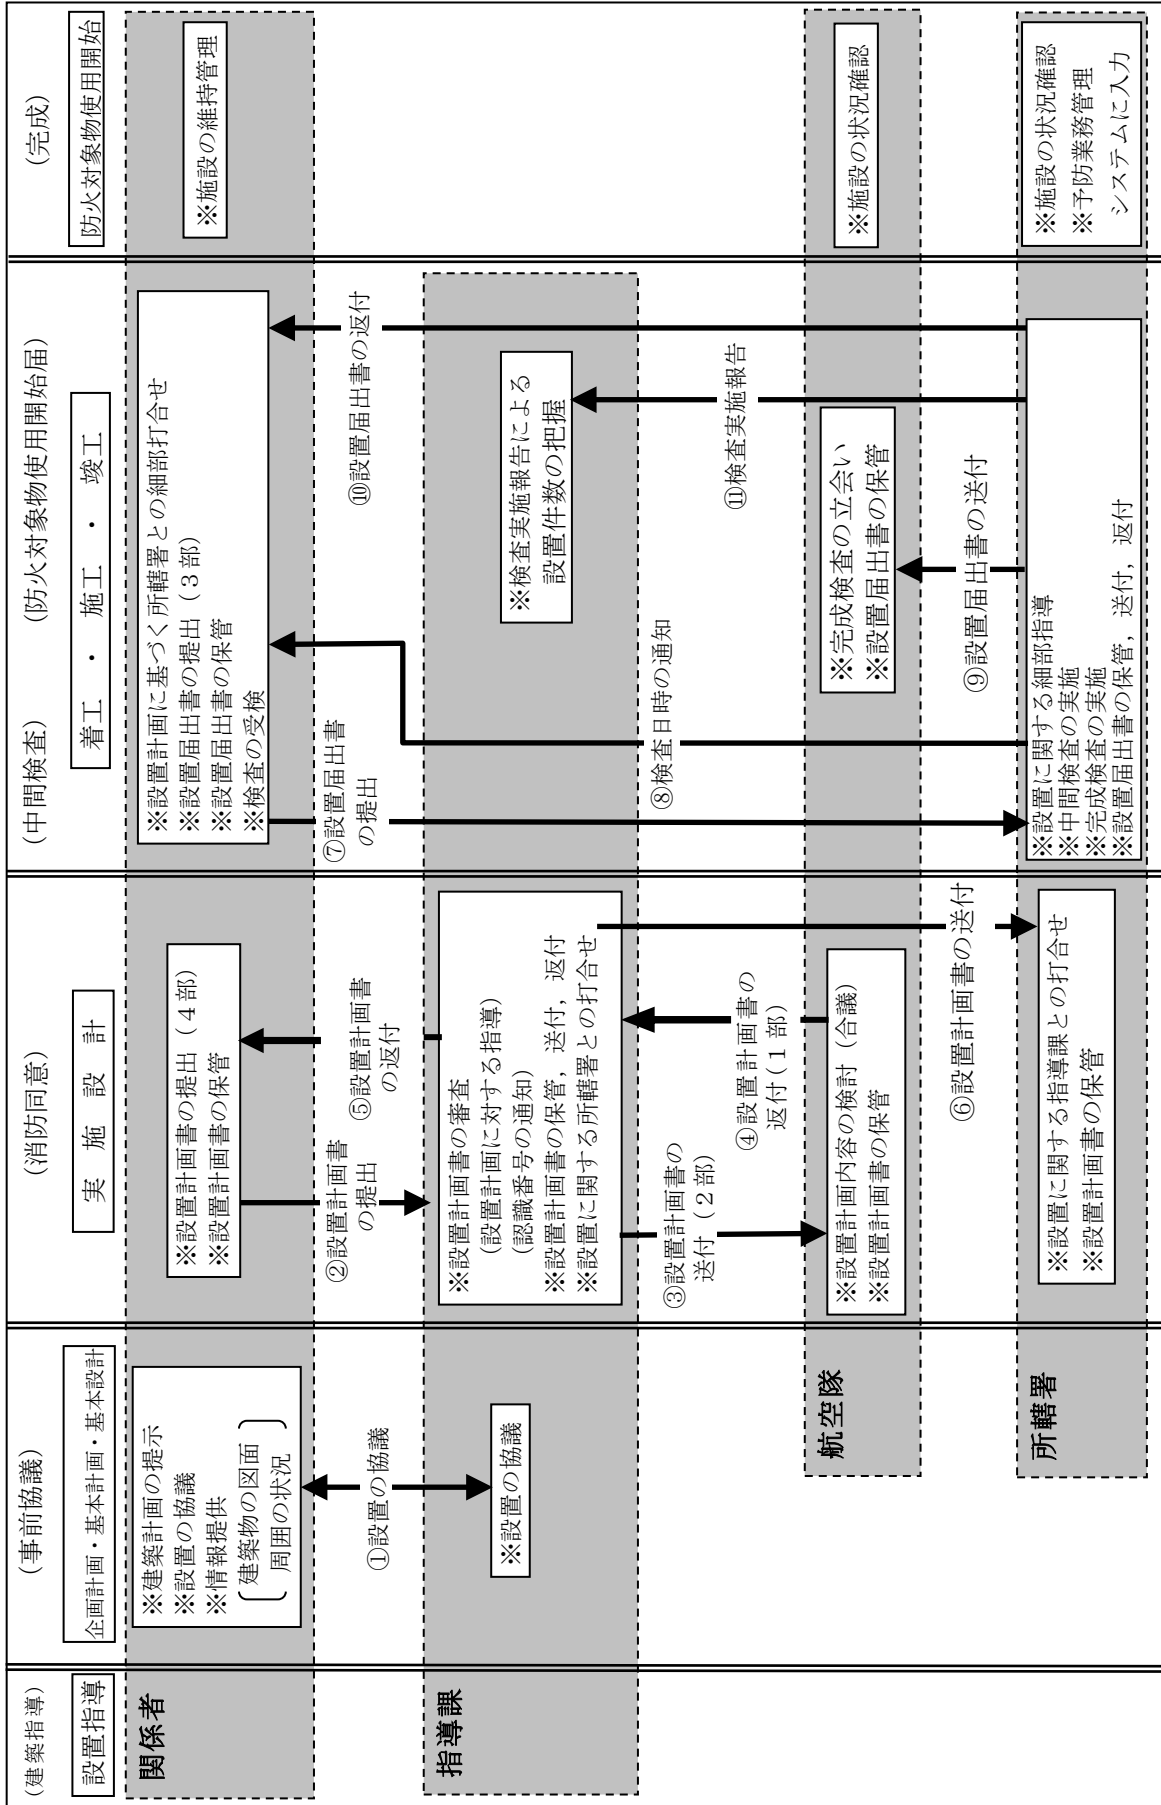 (建築指導)
設置指導
(事前協議)
企画計画・基本計画・基本設計
(消防同意)
実　施　設　計
(中間検査)
(防火対象物使用開始届)
着工　・　施工　・　竣工
(完成)
防火対象物使用開始
関係者
※建築計画の提示
※設置の協議
※情報提供
建築物の図面
周囲の状況
※設置計画書の提出（４部）
※設置計画書の保管
※設置計画に基づく所轄署との細部打合せ
※設置届出書の提出（３部）
※設置届出書の保管
※検査の受検
※施設の維持管理
①設置の協議
②設置計画書
の提出
⑤設置計画書
の返付
⑦設置届出書
の提出
⑩設置届出書の返付
指導課
※設置の協議
※設置計画書の審査
(設置計画に対する指導)
(認識番号の通知)
※設置計画書の保管，送付，返付
※設置に関する所轄署との打合せ
※検査実施報告による
設置件数の把握
③設置計画書の
送付（２部）
④設置計画書の
返付（１部）
⑧検査日時の通知
⑪検査実施報告
航空隊
※設置計画内容の検討（合議）
※設置計画書の保管
※完成検査の立会い
※設置届出書の保管
※施設の状況確認
⑥設置計画書の送付
⑨設置届出書の送付
所轄署
※設置に関する指導課との打合せ
※設置計画書の保管
※設置に関する細部指導
※中間検査の実施
※完成検査の実施
※設置届出書の保管，送付，返付
※施設の状況確認
※予防業務管理
システムに入力